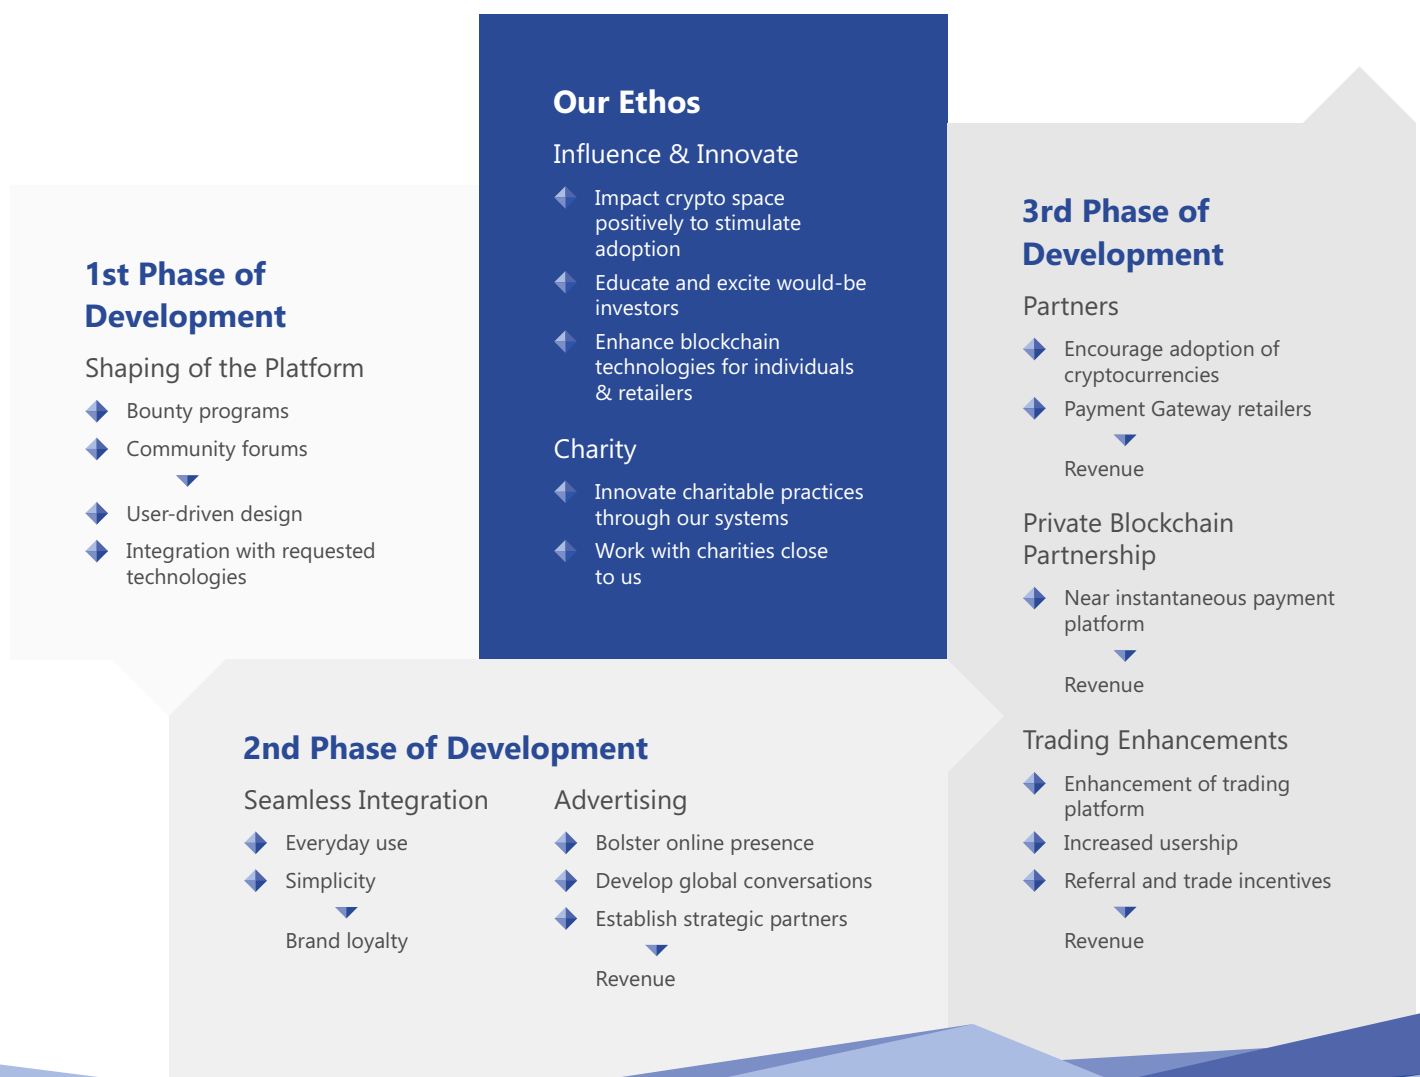 Our Ethos
Influence & Innovate
Impact crypto space
positively to stimulate
adoption
Educate and excite would-be
investors
Enhance blockchain
technologies for individuals
& retailers
Charity
Innovate charitable practices
through our systems
Work with charities close
to us
1st Phase of
Development
Shaping of the Platform
Bounty programs
Community forums
User-driven design
Integration with requested
technologies
2nd Phase of Development
Seamless Integration
Everyday use
Simplicity
Brand loyalty
Advertising
Bolster online presence
Develop global conversations
Establish strategic partners
Revenue
3rd Phase of
Development
Partners
Encourage adoption of
cryptocurrencies
Payment Gateway retailers
Revenue
Private Blockchain
Partnership
Near instantaneous payment
platform
Revenue
Trading Enhancements
Enhancement of trading
platform
Increased usership
Referral and trade incentives
Revenue